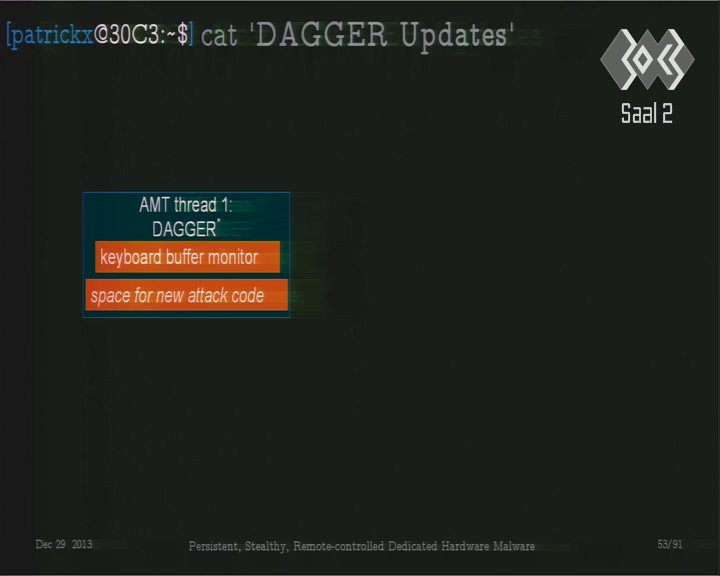 [patrickx@30C3:~$] cat 'DAGGER Updates'
30C3
Saal 2
AMT thread 1:
DAGGER*
keyboard buffer monitor
space for new attack code
Dec 29 2013
Persistent, Stealthy, Remote-controlled Dedicated Hardware Malware
53/91